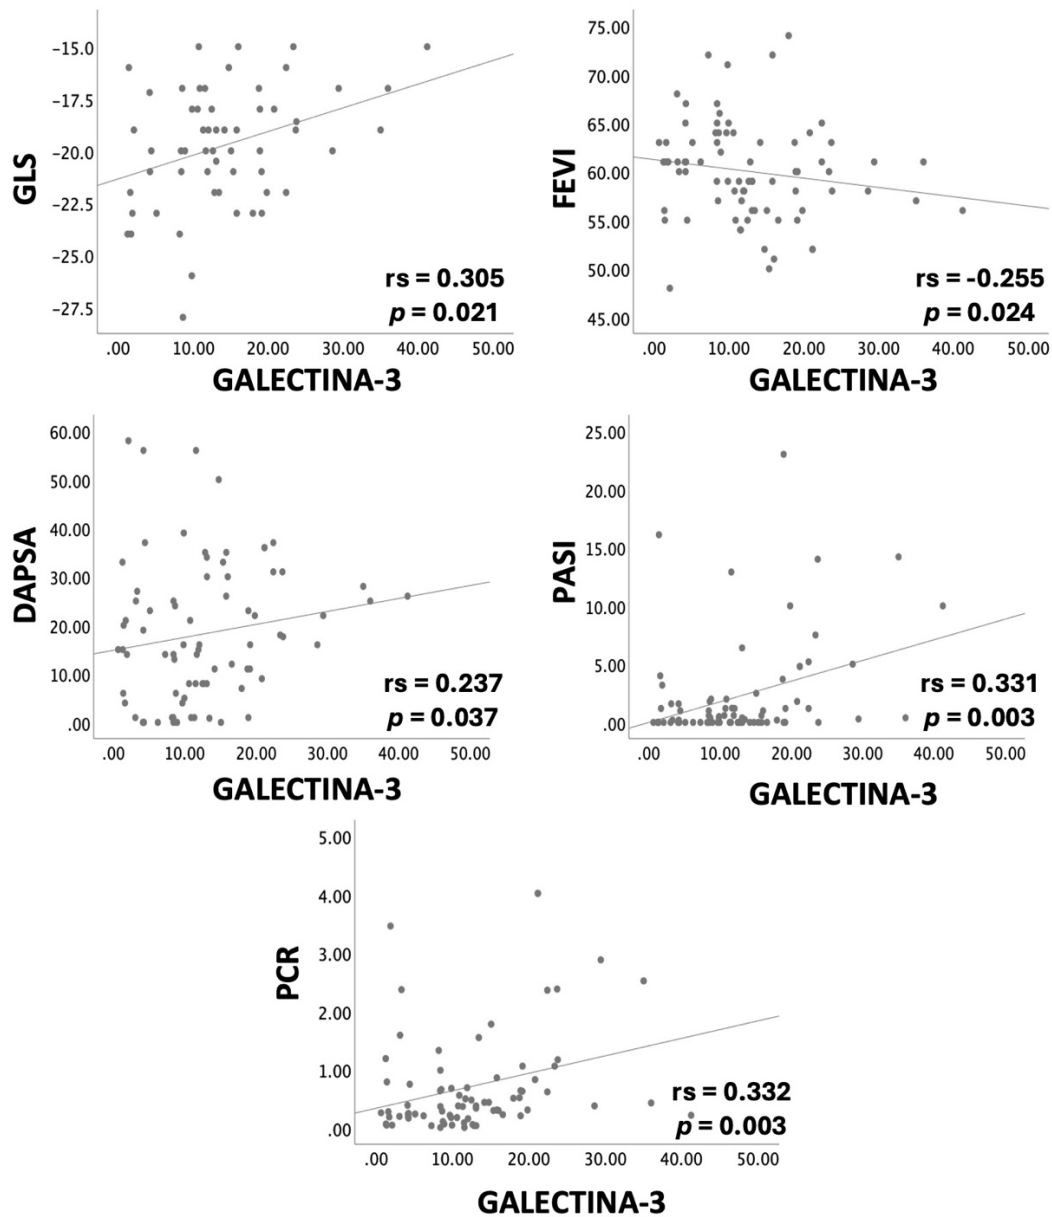 GLS
−15.0
−17.5
−20.0
−22.5
−25.0
−27.5
rs = 0.305
p = 0.021
.00 10.00 20.00 30.00 40.00 50.00
GALECTINA-3
FEVI
75.00
70.00
65.00
60.00
55.00
50.00
45.00
rs = -0.255
p = 0.024
.00 10.00 20.00 30.00 40.00 50.00
GALECTINA-3
DAPSA
60.00
50.00
40.00
30.00
20.00
10.00
.00
rs = 0.237
p = 0.037
.00 10.00 20.00 30.00 40.00 50.00
GALECTINA-3
PASI
25.00
20.00
15.00
10.00
5.00
.00
rs = 0.331
p = 0.003
.00 10.00 20.00 30.00 40.00 50.00
GALECTINA-3
PCR
5.00
4.00
3.00
2.00
1.00
.00
rs = 0.332
p = 0.003
.00 10.00 20.00 30.00 40.00 50.00
GALECTINA-3